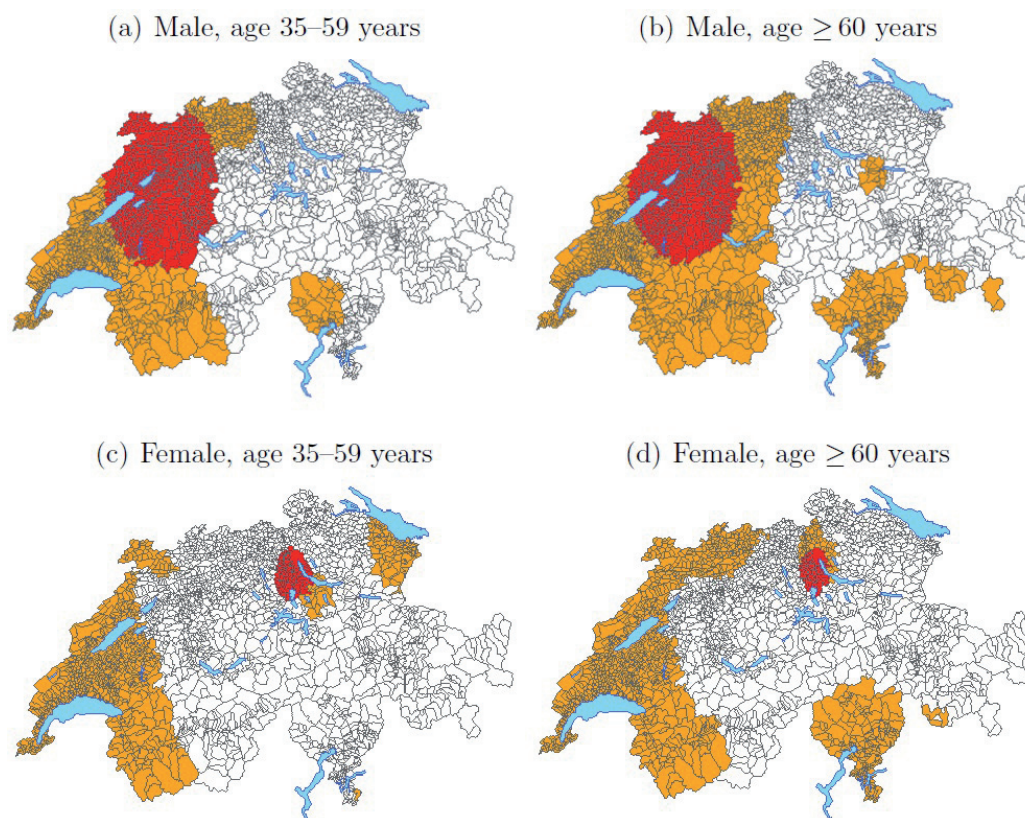 (a) Male, age 35–59 years
(b) Male, age ≥ 60 years
(c) Female, age 35–59 years
(d) Female, age ≥ 60 years